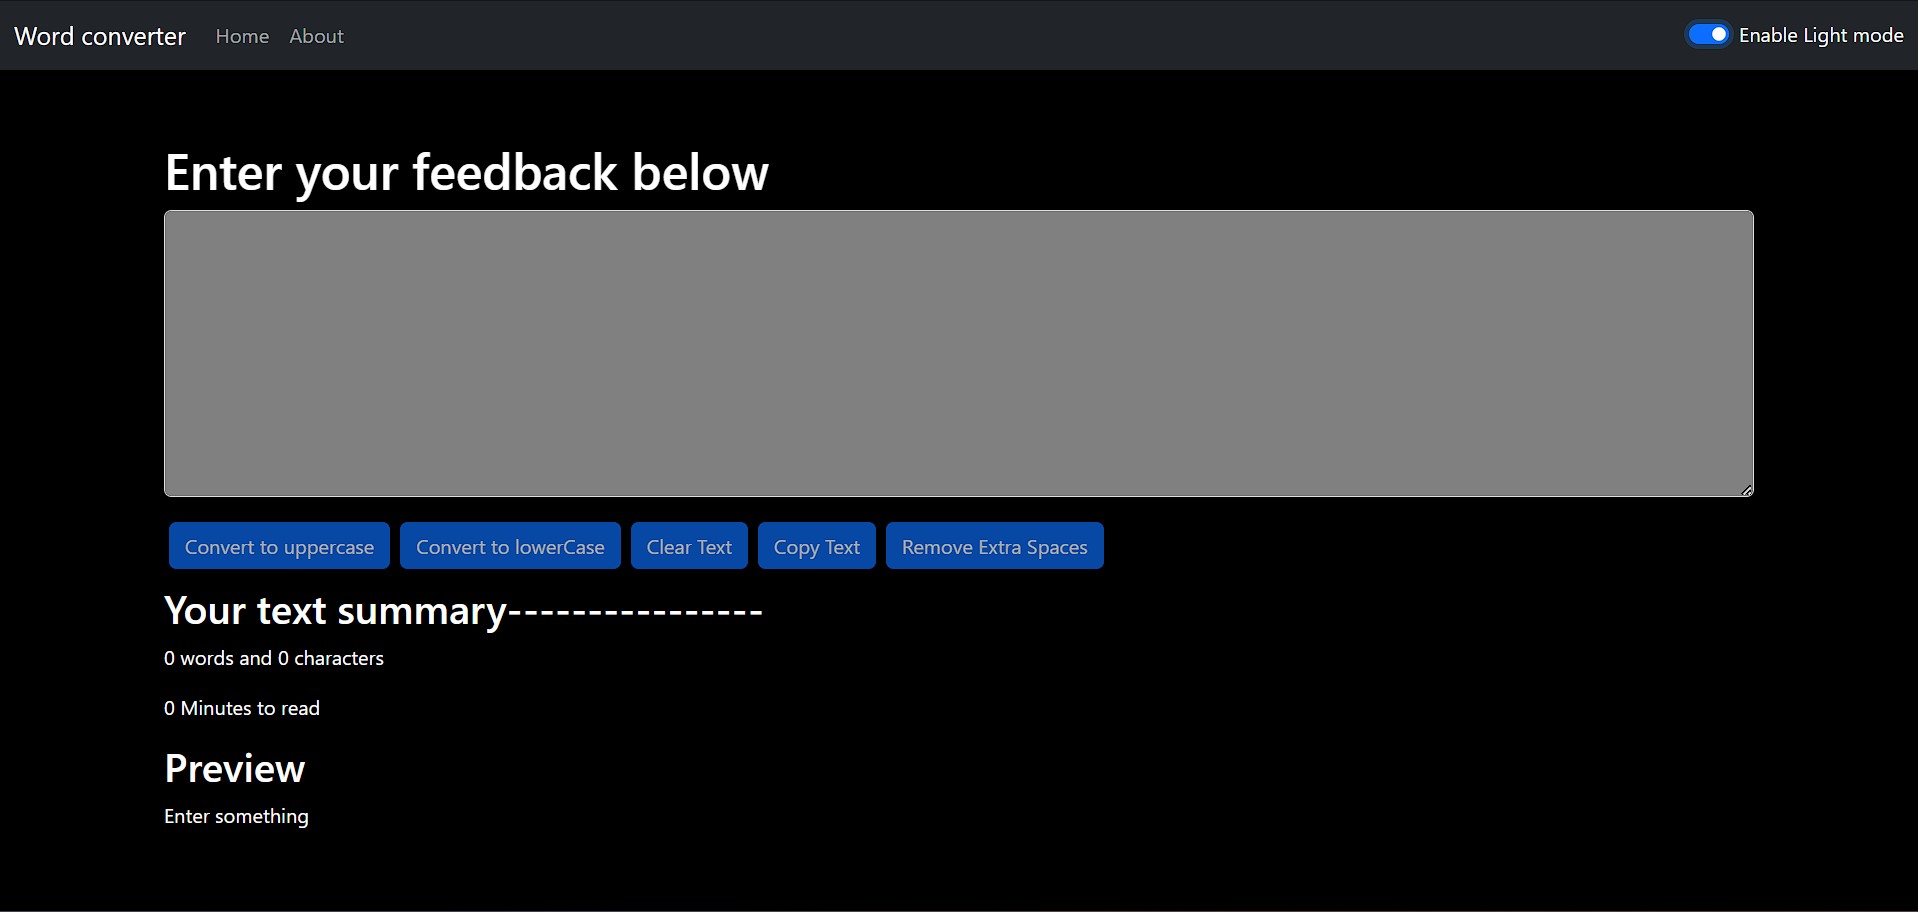 Word converter Home About Enable Light mode
Enter your feedback below
Convert to uppercase Convert to lowerCase Clear Text Copy Text Remove Extra Spaces
Your text summary----------------
0 words and 0 characters
0 Minutes to read
Preview
Enter something